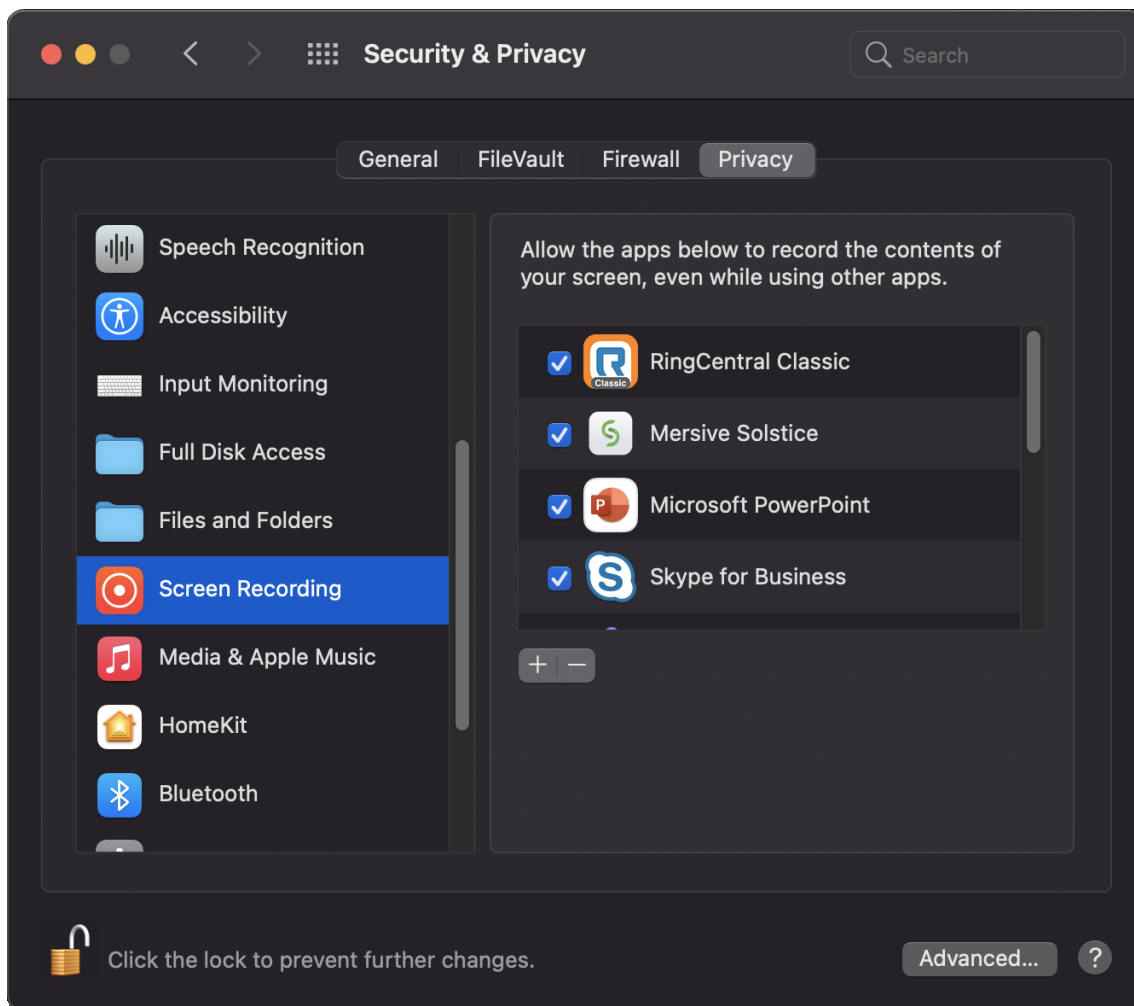 Security & Privacy
Search
General
FileVault
Firewall
Privacy
Speech Recognition
Accessibility
Input Monitoring
Full Disk Access
Files and Folders
Screen Recording
Media & Apple Music
HomeKit
Bluetooth
Allow the apps below to record the contents of
your screen, even while using other apps.
R
Classic
RingCentral Classic
S
Mersive Solstice
P
Microsoft PowerPoint
S
Skype for Business
+
−
Click the lock to prevent further changes.
Advanced...
?